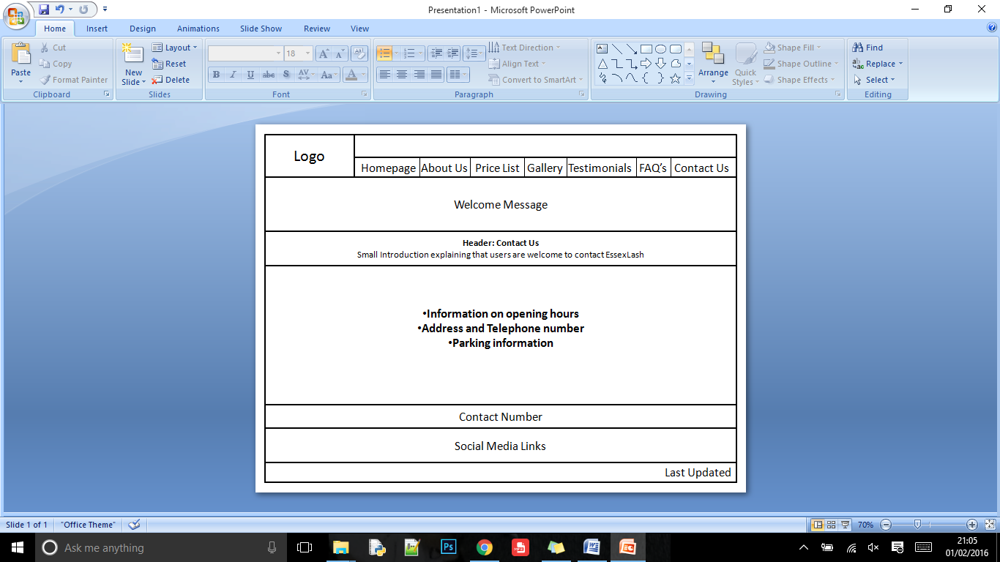 Presentation1 - Microsoft PowerPoint
Home Insert Design Animations Slide Show Review View
Paste
Cut
Copy
Format Painter
Clipboard
New Slide
Layout
Reset
Delete
Slides
18
B I U abc S AV Aa A
Font
Text Direction
Align Text
Convert to SmartArt
Paragraph
Arrange
Quick Styles
Shape Fill
Shape Outline
Shape Effects
Drawing
Find
Replace
Select
Editing
Logo
Homepage About Us Price List Gallery Testimonials FAQ’s Contact Us
Welcome Message
Header: Contact Us
Small Introduction explaining that users are welcome to contact EssexLash
•Information on opening hours
•Address and Telephone number
•Parking information
Contact Number
Social Media Links
Last Updated
Slide 1 of 1 "Office Theme" 70%
Ask me anything
Ps
21:05
01/02/2016